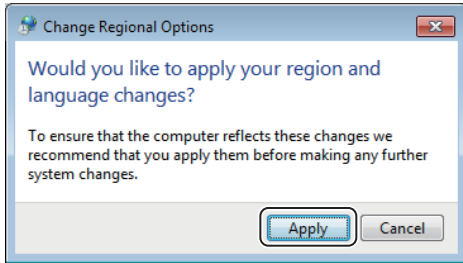 Change Regional Options
Would you like to apply your region and
language changes?
To ensure that the computer reflects these changes we
recommend that you apply them before making any further
system changes.
Apply Cancel